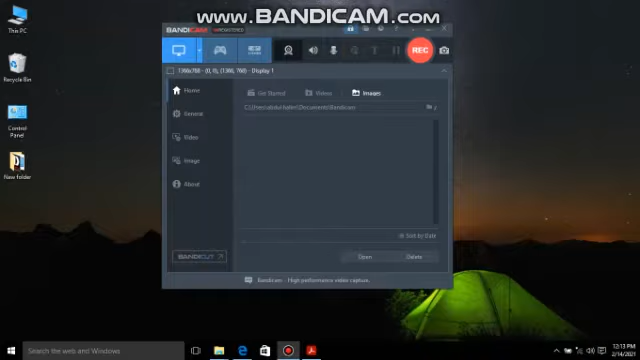 www.BANDICAM.com
This PC
Recycle Bin
Control
Panel
New folder
BANDICAM UNREGISTERED
REC
1366x768 - (0, 0), (1366, 768) - Display 1
Home
General
Video
Image
About
BANDICUT
Get Started
Videos
Images
Sort by Date
Open
Delete
Bandicam - High performance video capture.
Search the web and Windows
12:13 PM
2/14/2021